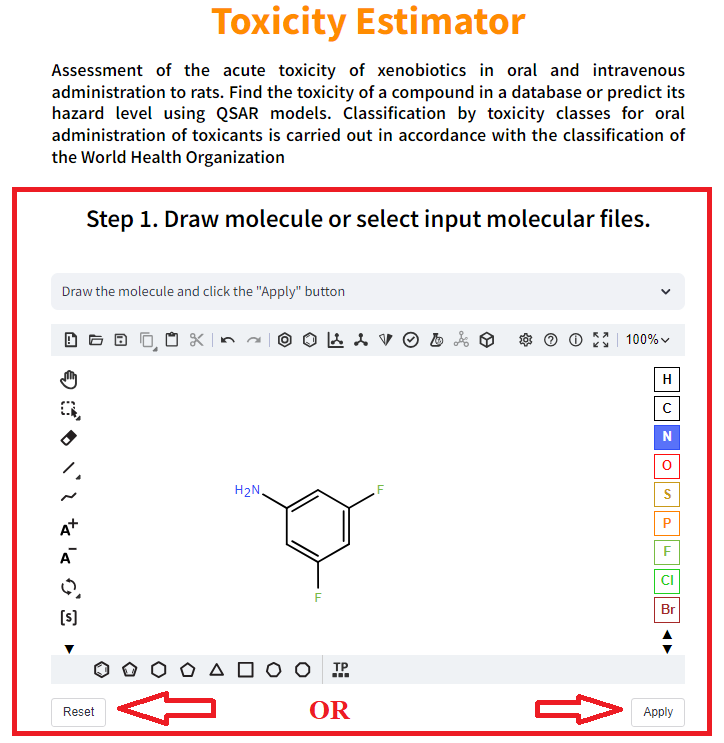 Toxicity Estimator
Assessment of the acute toxicity of xenobiotics in oral and intravenous
administration to rats. Find the toxicity of a compound in a database or predict its
hazard level using QSAR models. Classification by toxicity classes for oral
administration of toxicants is carried out in accordance with the classification of
the World Health Organization
Step 1. Draw molecule or select input molecular files.
Draw the molecule and click the "Apply" button
100%
H
C
N
O
S
P
F
Cl
Br
A+
A-
[s]
H2N
F
F
TP
Reset
OR
Apply